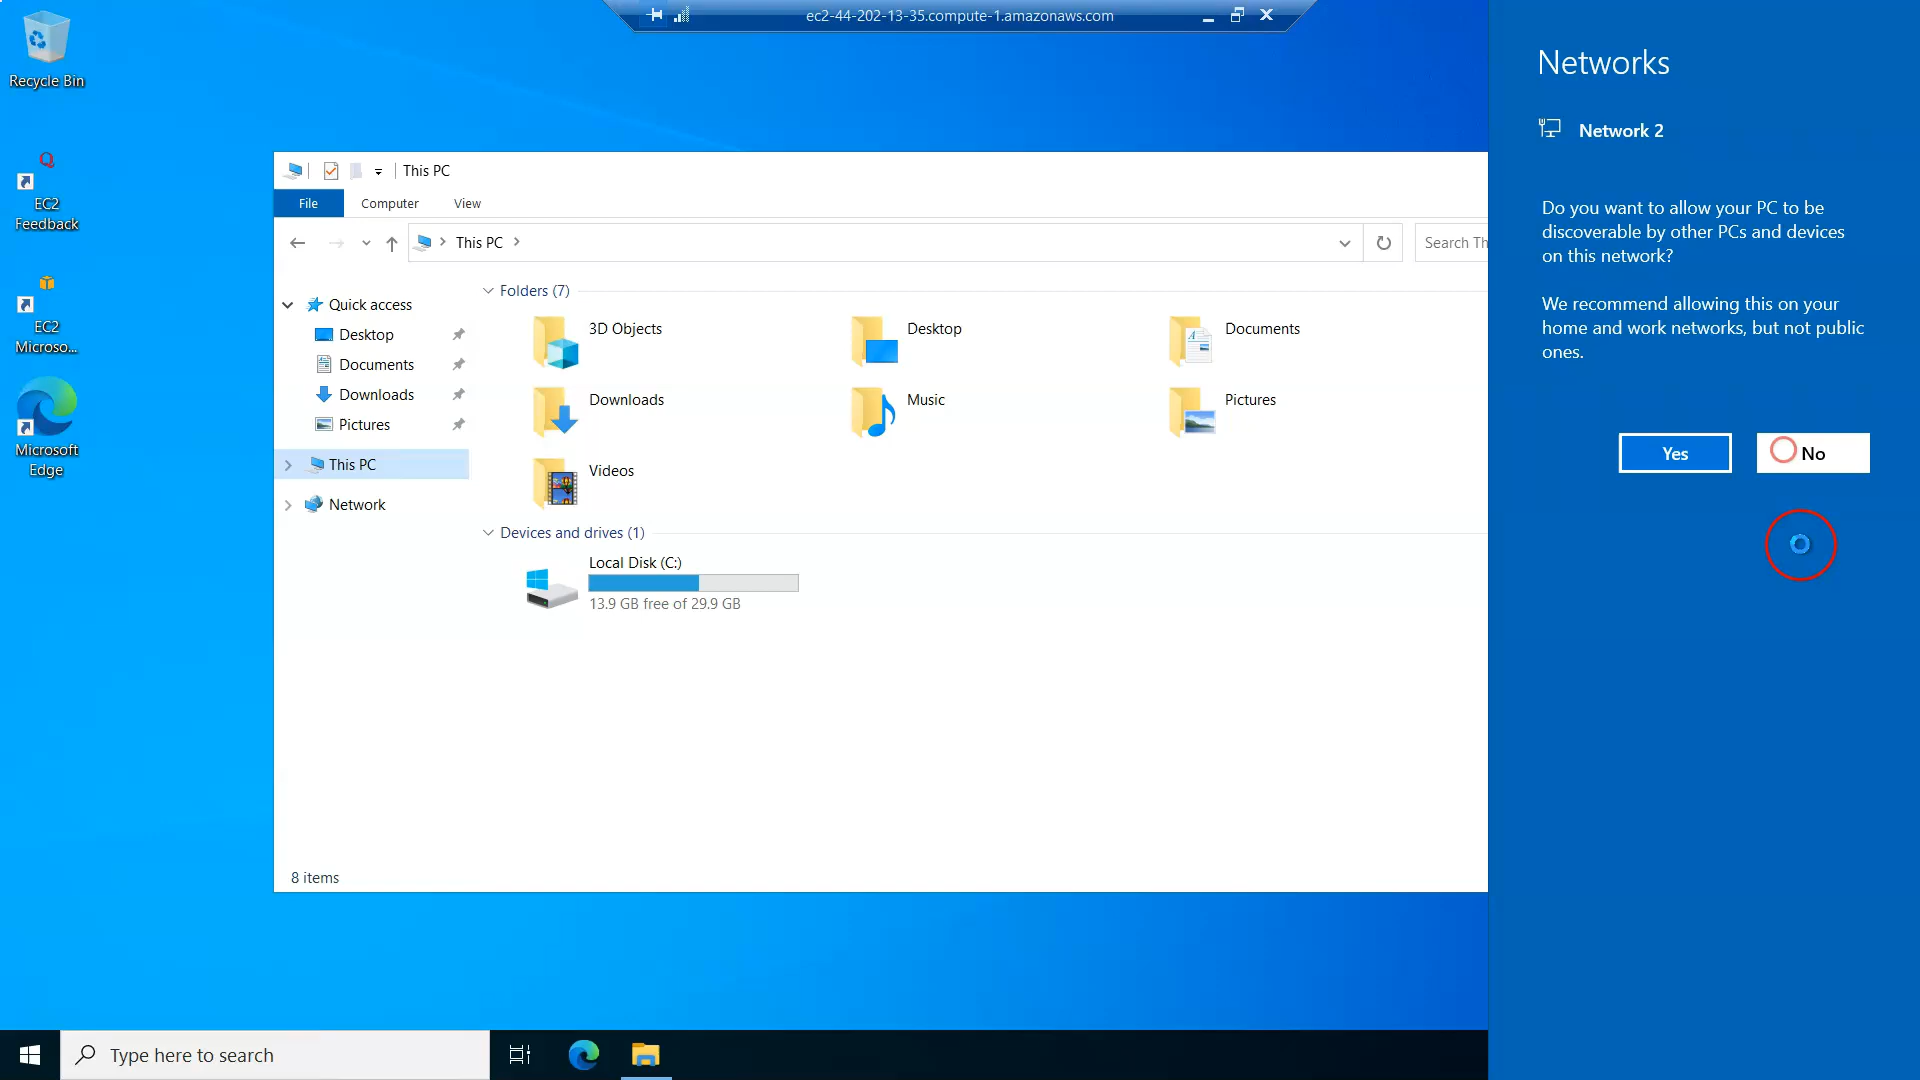 ec2-44-202-13-35.compute-1.amazonaws.com
Recycle Bin
EC2
Feedback
EC2
Microso...
Microsoft
Edge
This PC
File
Computer
View
This PC
Search Th
Quick access
Desktop
Documents
Downloads
Pictures
This PC
Network
Folders (7)
3D Objects
Desktop
Documents
Downloads
Music
Pictures
Videos
Devices and drives (1)
Local Disk (C:)
13.9 GB free of 29.9 GB
8 items
Networks
Network 2
Do you want to allow your PC to be
discoverable by other PCs and devices
on this network?
We recommend allowing this on your
home and work networks, but not public
ones.
Yes
No
Type here to search